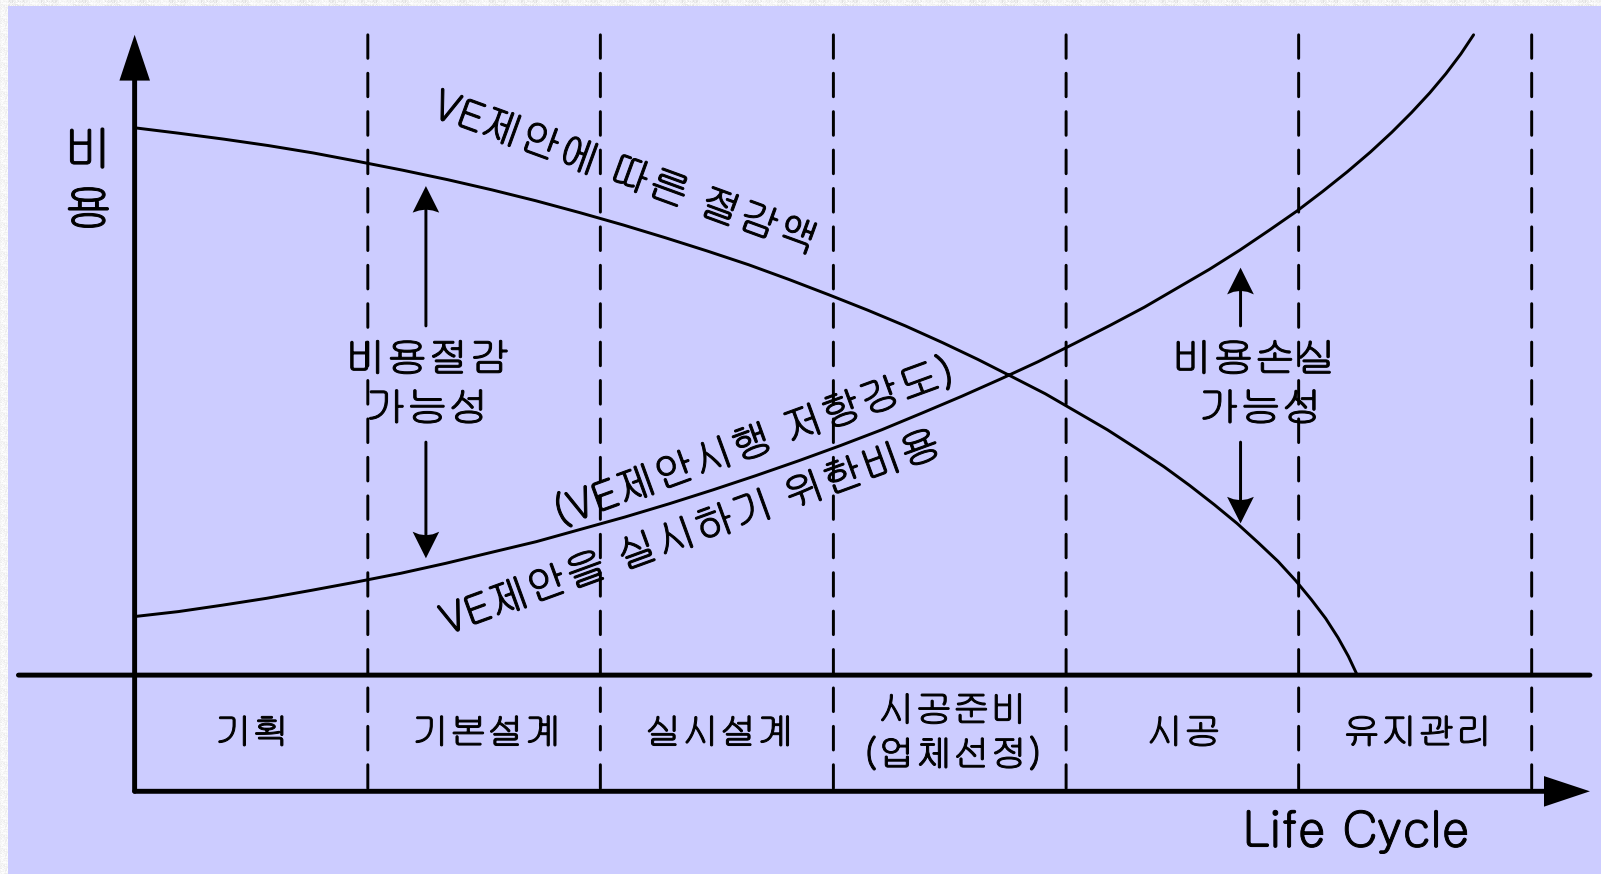 비
용
VE제안에 따른 절감액
비용절감
가능성
비용손실
가능성
(VE제안시행 저항강도)
VE제안을 실시하기 위한비용
기획
기본설계
실시설계
시공준비
(업체선정)
시공
유지관리
Life Cycle